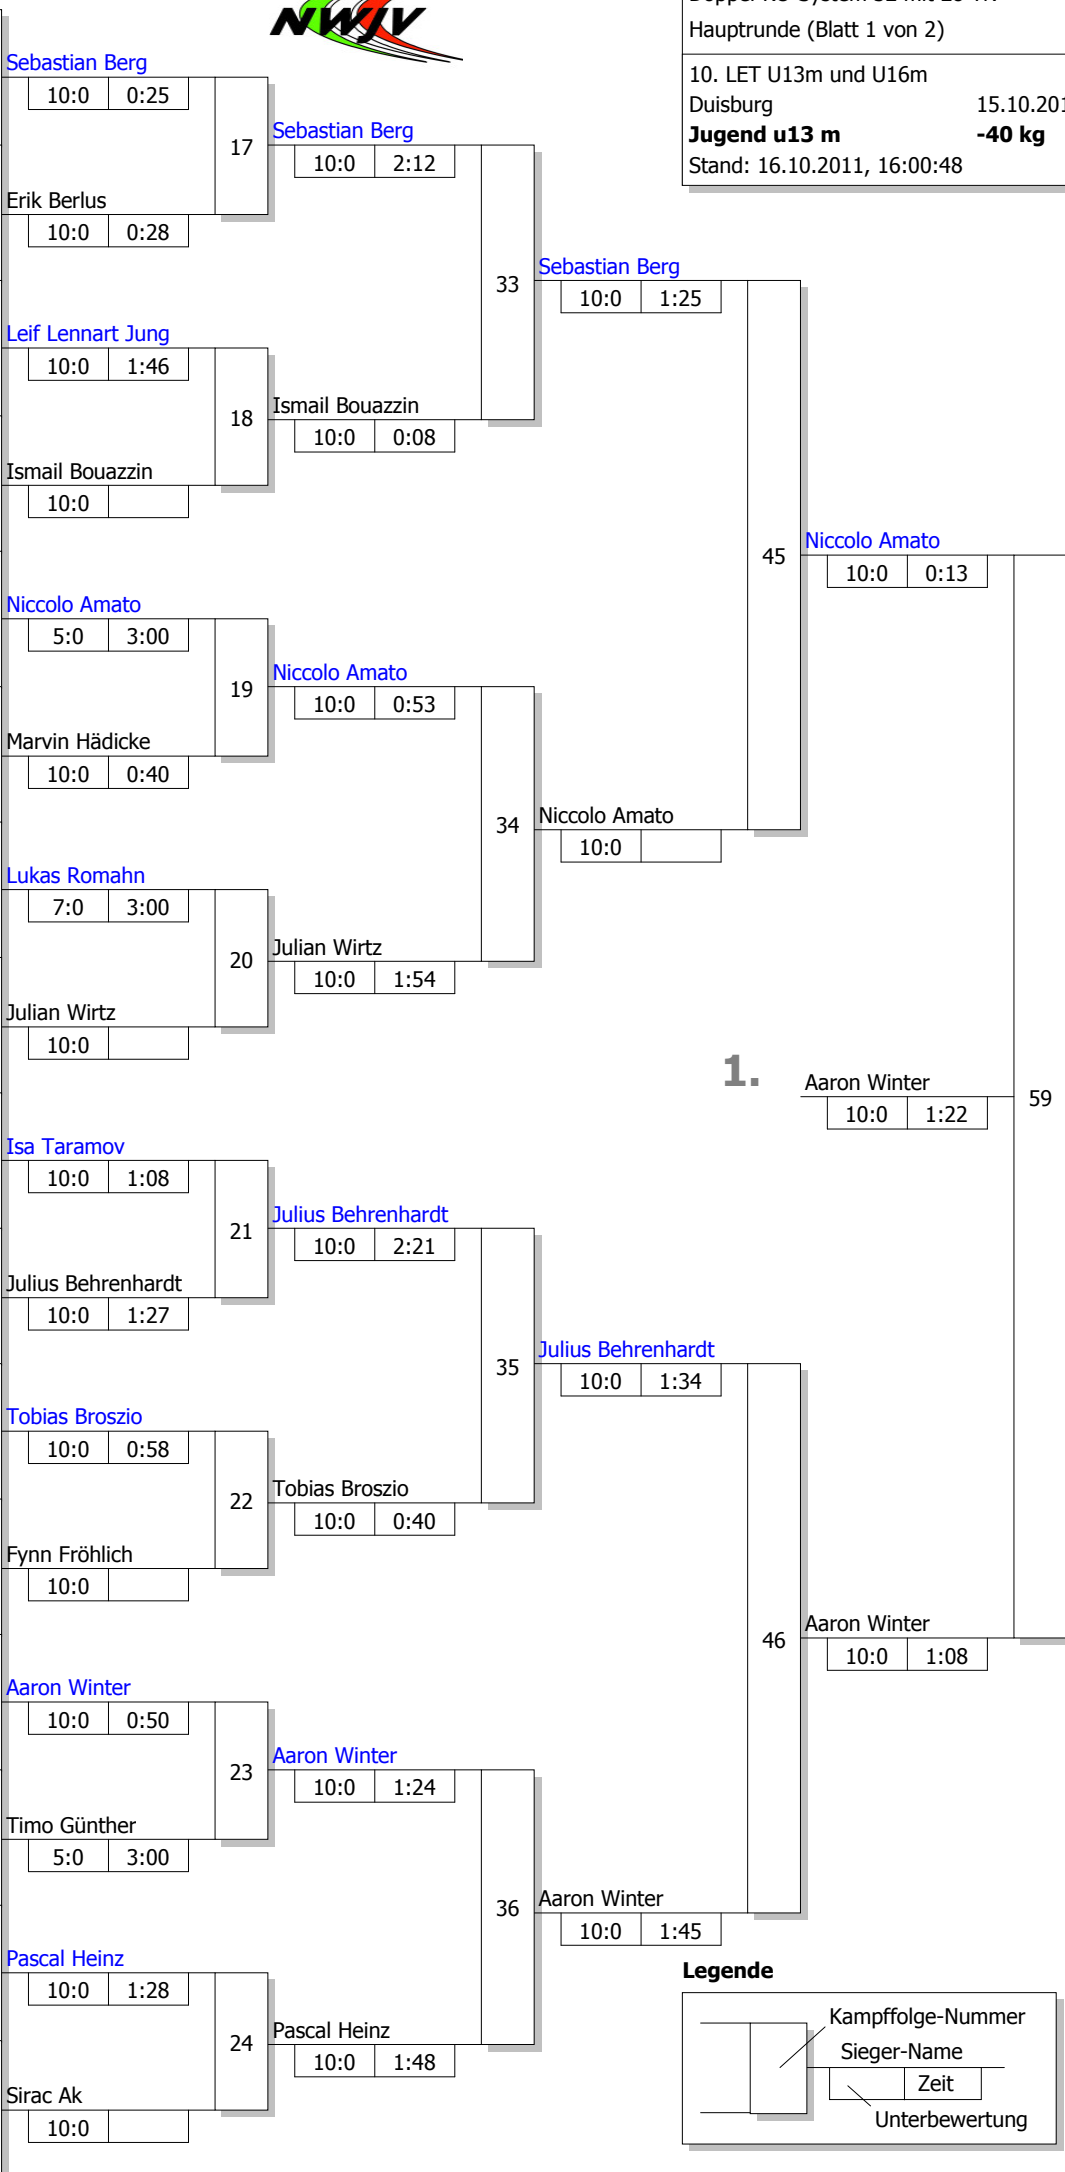 NWJV
Hauptrunde (Blatt 1 von 2)
10. LET U13m und U16m
Duisburg 15.10.201
Jugend u13 m -40 kg
Stand: 16.10.2011, 16:00:48
Sebastian Berg
10:0 0:25
17
Sebastian Berg
10:0 2:12
Erik Berlus
10:0 0:28
33
Sebastian Berg
10:0 1:25
Leif Lennart Jung
10:0 1:46
18
Ismail Bouazzin
10:0 0:08
Ismail Bouazzin
10:0
45
Niccolo Amato
10:0 0:13
Niccolo Amato
5:0 3:00
19
Niccolo Amato
10:0 0:53
Marvin Hädicke
10:0 0:40
34
Niccolo Amato
10:0
Lukas Romahn
7:0 3:00
20
Julian Wirtz
10:0 1:54
Julian Wirtz
10:0
1.
Aaron Winter
10:0 1:22
59
Isa Taramov
10:0 1:08
21
Julius Behrenhardt
10:0 2:21
Julius Behrenhardt
10:0 1:27
35
Julius Behrenhardt
10:0 1:34
Tobias Broszio
10:0 0:58
22
Tobias Broszio
10:0 0:40
Fynn Fröhlich
10:0
46
Aaron Winter
10:0 1:08
Aaron Winter
10:0 0:50
23
Aaron Winter
10:0 1:24
Timo Günther
5:0 3:00
36
Aaron Winter
10:0 1:45
Pascal Heinz
10:0 1:28
24
Pascal Heinz
10:0 1:48
Sirac Ak
10:0
Legende
Kampffolge-Nummer
Sieger-Name
Zeit
Unterbewertung